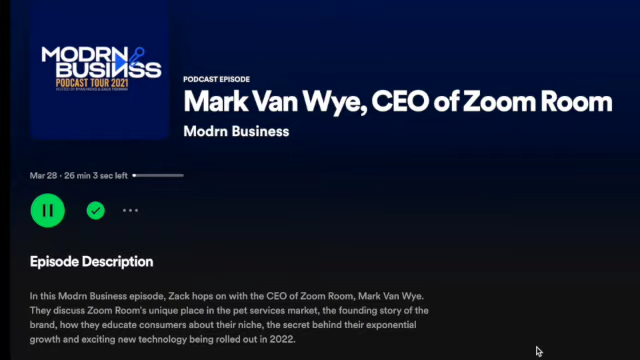 MODRN
BUSINSS
PODCAST TOUR 2021
PODCAST EPISODE
Mark Van Wye, CEO of Zoom Room
Modrn Business
Mar 28 · 26 min 3 sec left
Episode Description
In this Modrn Business episode, Zack hops on with the CEO of Zoom Room, Mark Van Wye.
They discuss Zoom Room's unique place in the pet services market, the founding story of the
brand, how they educate consumers about their niche, the secret behind their exponential
growth and exciting new technology being rolled out in 2022.